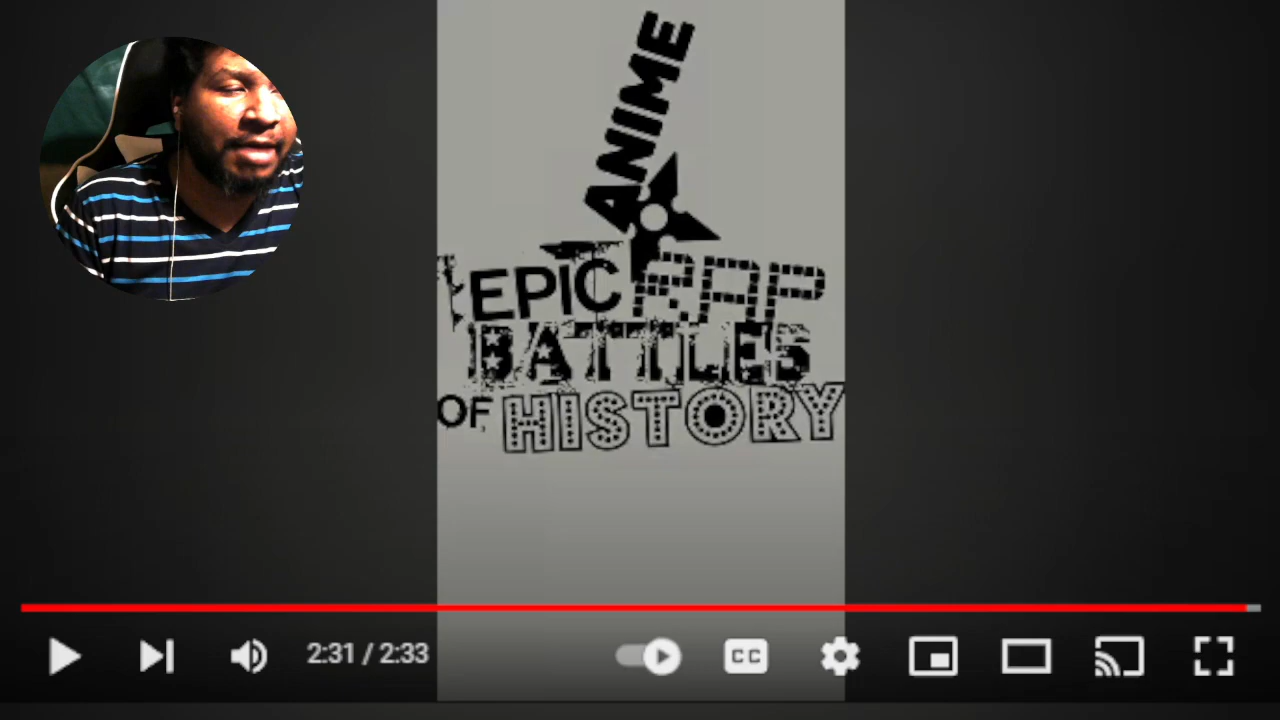 ANIME
EPIC RAP
BATTLES
OF HISTORY
2:31 / 2:33
CC